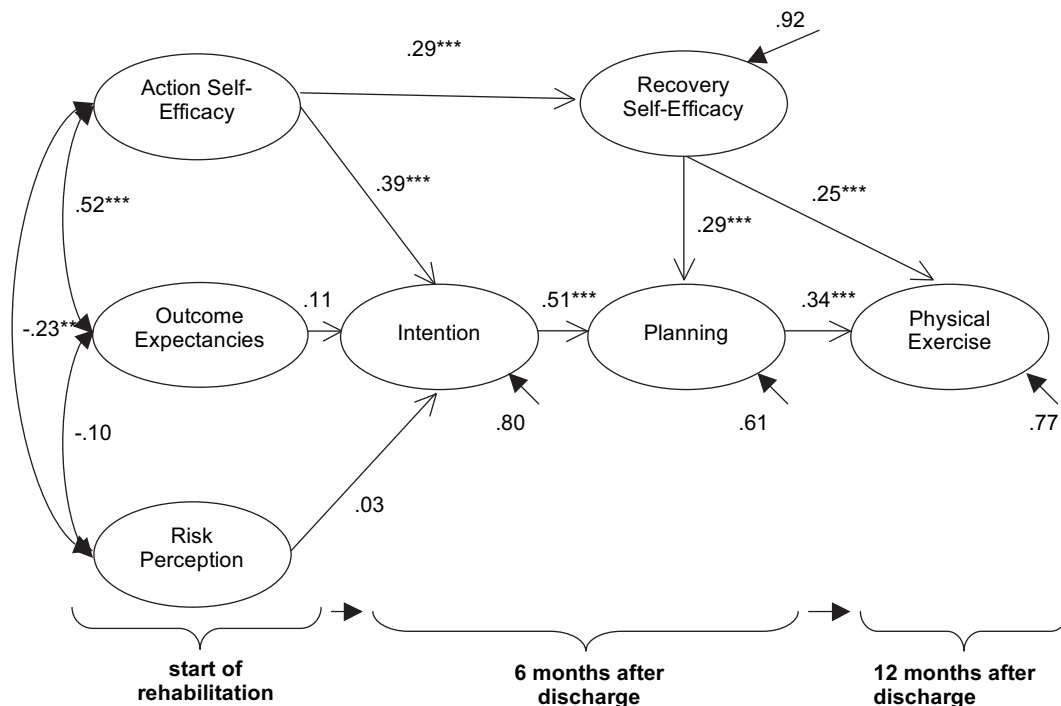 .92
.29***
Action Self-
Efficacy
Recovery
Self-Efficacy
.39***
.25***
.52***
.29***
.11
.51***
.34***
Outcome
Expectancies
Intention
Planning
Physical
Exercise
-.23**
.80
.61
.77
-.10
.03
Risk
Perception
start of
rehabilitation
6 months after
discharge
12 months after
discharge